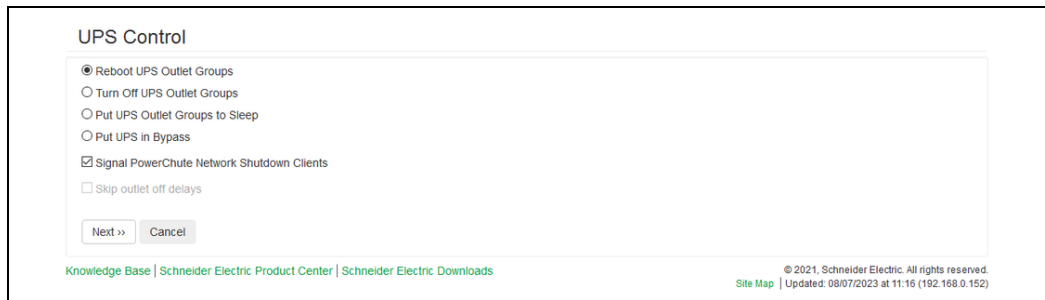 UPS Control
Reboot UPS Outlet Groups
Turn Off UPS Outlet Groups
Put UPS Outlet Groups to Sleep
Put UPS in Bypass
Signal PowerChute Network Shutdown Clients
Skip outlet off delays
Next ›› Cancel
Knowledge Base | Schneider Electric Product Center | Schneider Electric Downloads
© 2021, Schneider Electric. All rights reserved.
Site Map | Updated: 08/07/2023 at 11:16 (192.168.0.152)